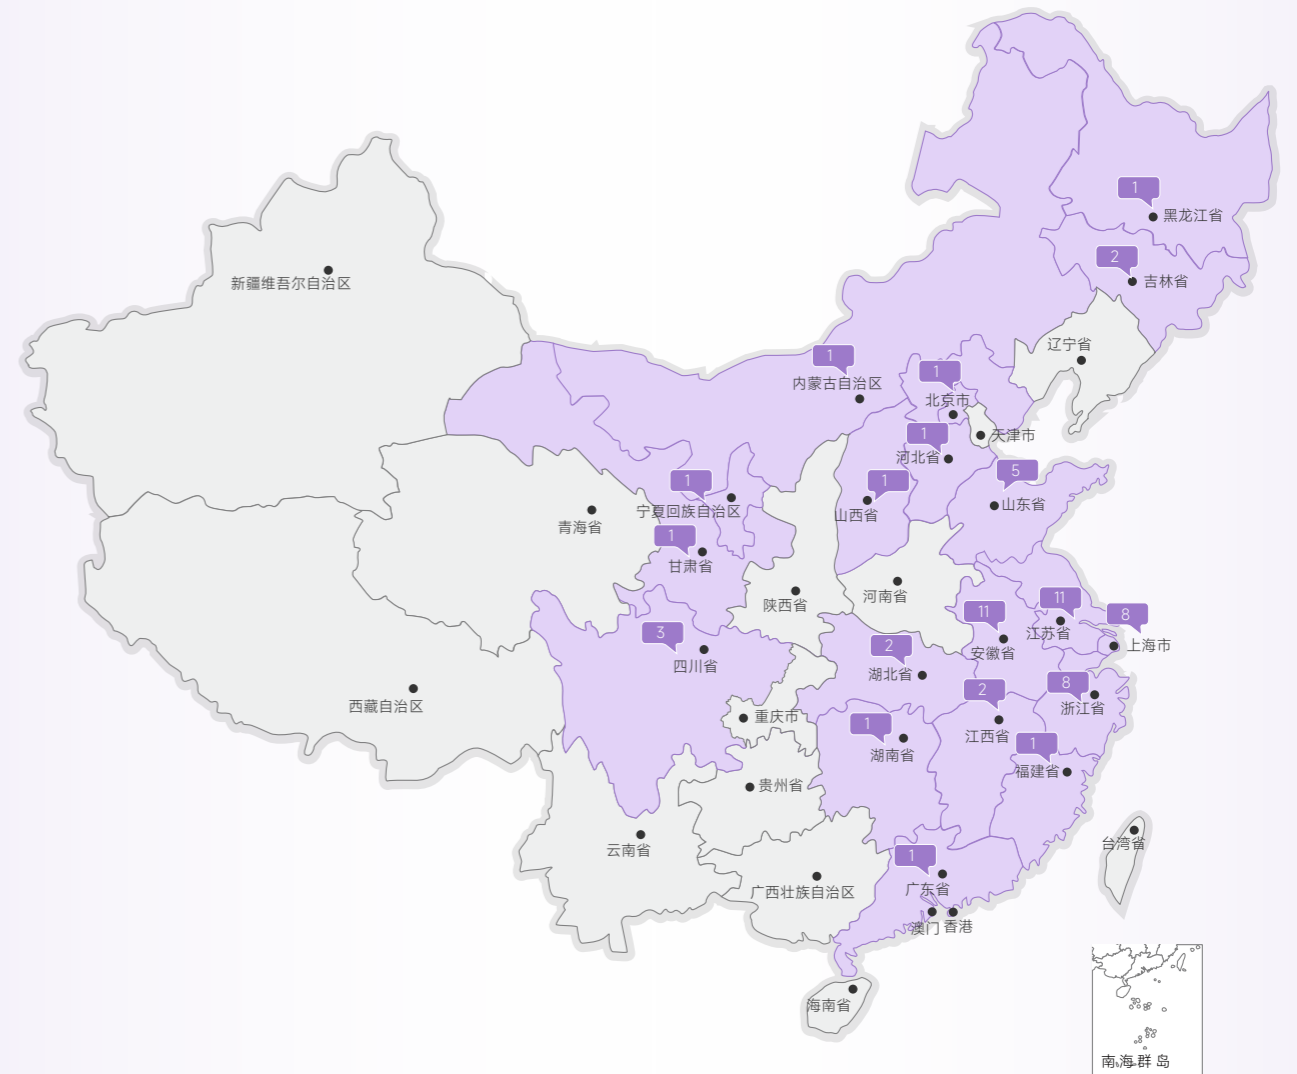 1
黑龙江省
2
吉林省
新疆维吾尔自治区
辽宁省
1
内蒙古自治区
1
北京市
1
河北省
天津市
5
山东省
1
山西省
1
宁夏回族自治区
青海省
1
甘肃省
陕西省
河南省
11
安徽省
11
江苏省
8
上海市
3
四川省
2
湖北省
8
浙江省
西藏自治区
重庆市
2
江西省
1
湖南省
1
福建省
贵州省
云南省
台湾省
1
广东省
广西壮族自治区
澳门
香港
海南省
南海群岛